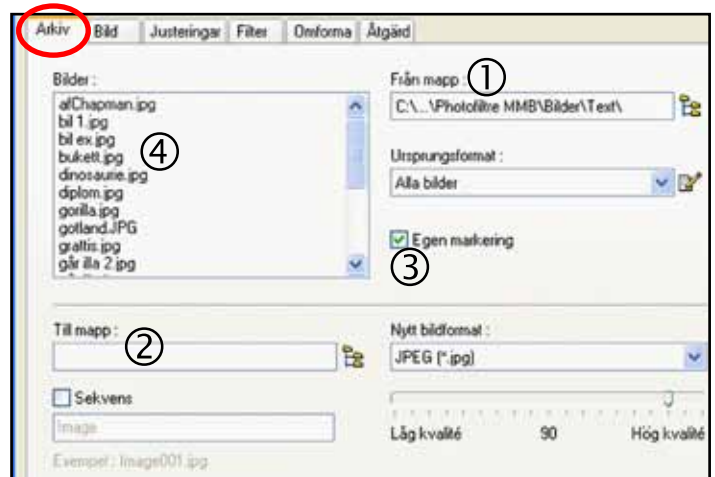 Arkiv Bild Justeringar Filter Omforma Åtgärd
Bilder :
afChapman.jpg
bil 1.jpg
bil ex.jpg
bukett.jpg
dinosaurie.jpg
diplom.jpg
gorilla.jpg
gotland.JPG
grattis.jpg
går illa 2.jpg
④
Från mapp : ①
C:\...\Photofiltre MMB\Bilder\Text\
Ursprungsformat :
Alla bilder
Egen markering
③
Till mapp : ②
Sekvens
Image
Exempel : Image001.jpg
Nytt bildformat :
JPEG (*.jpg)
Låg kvalité 90 Hög kvalité